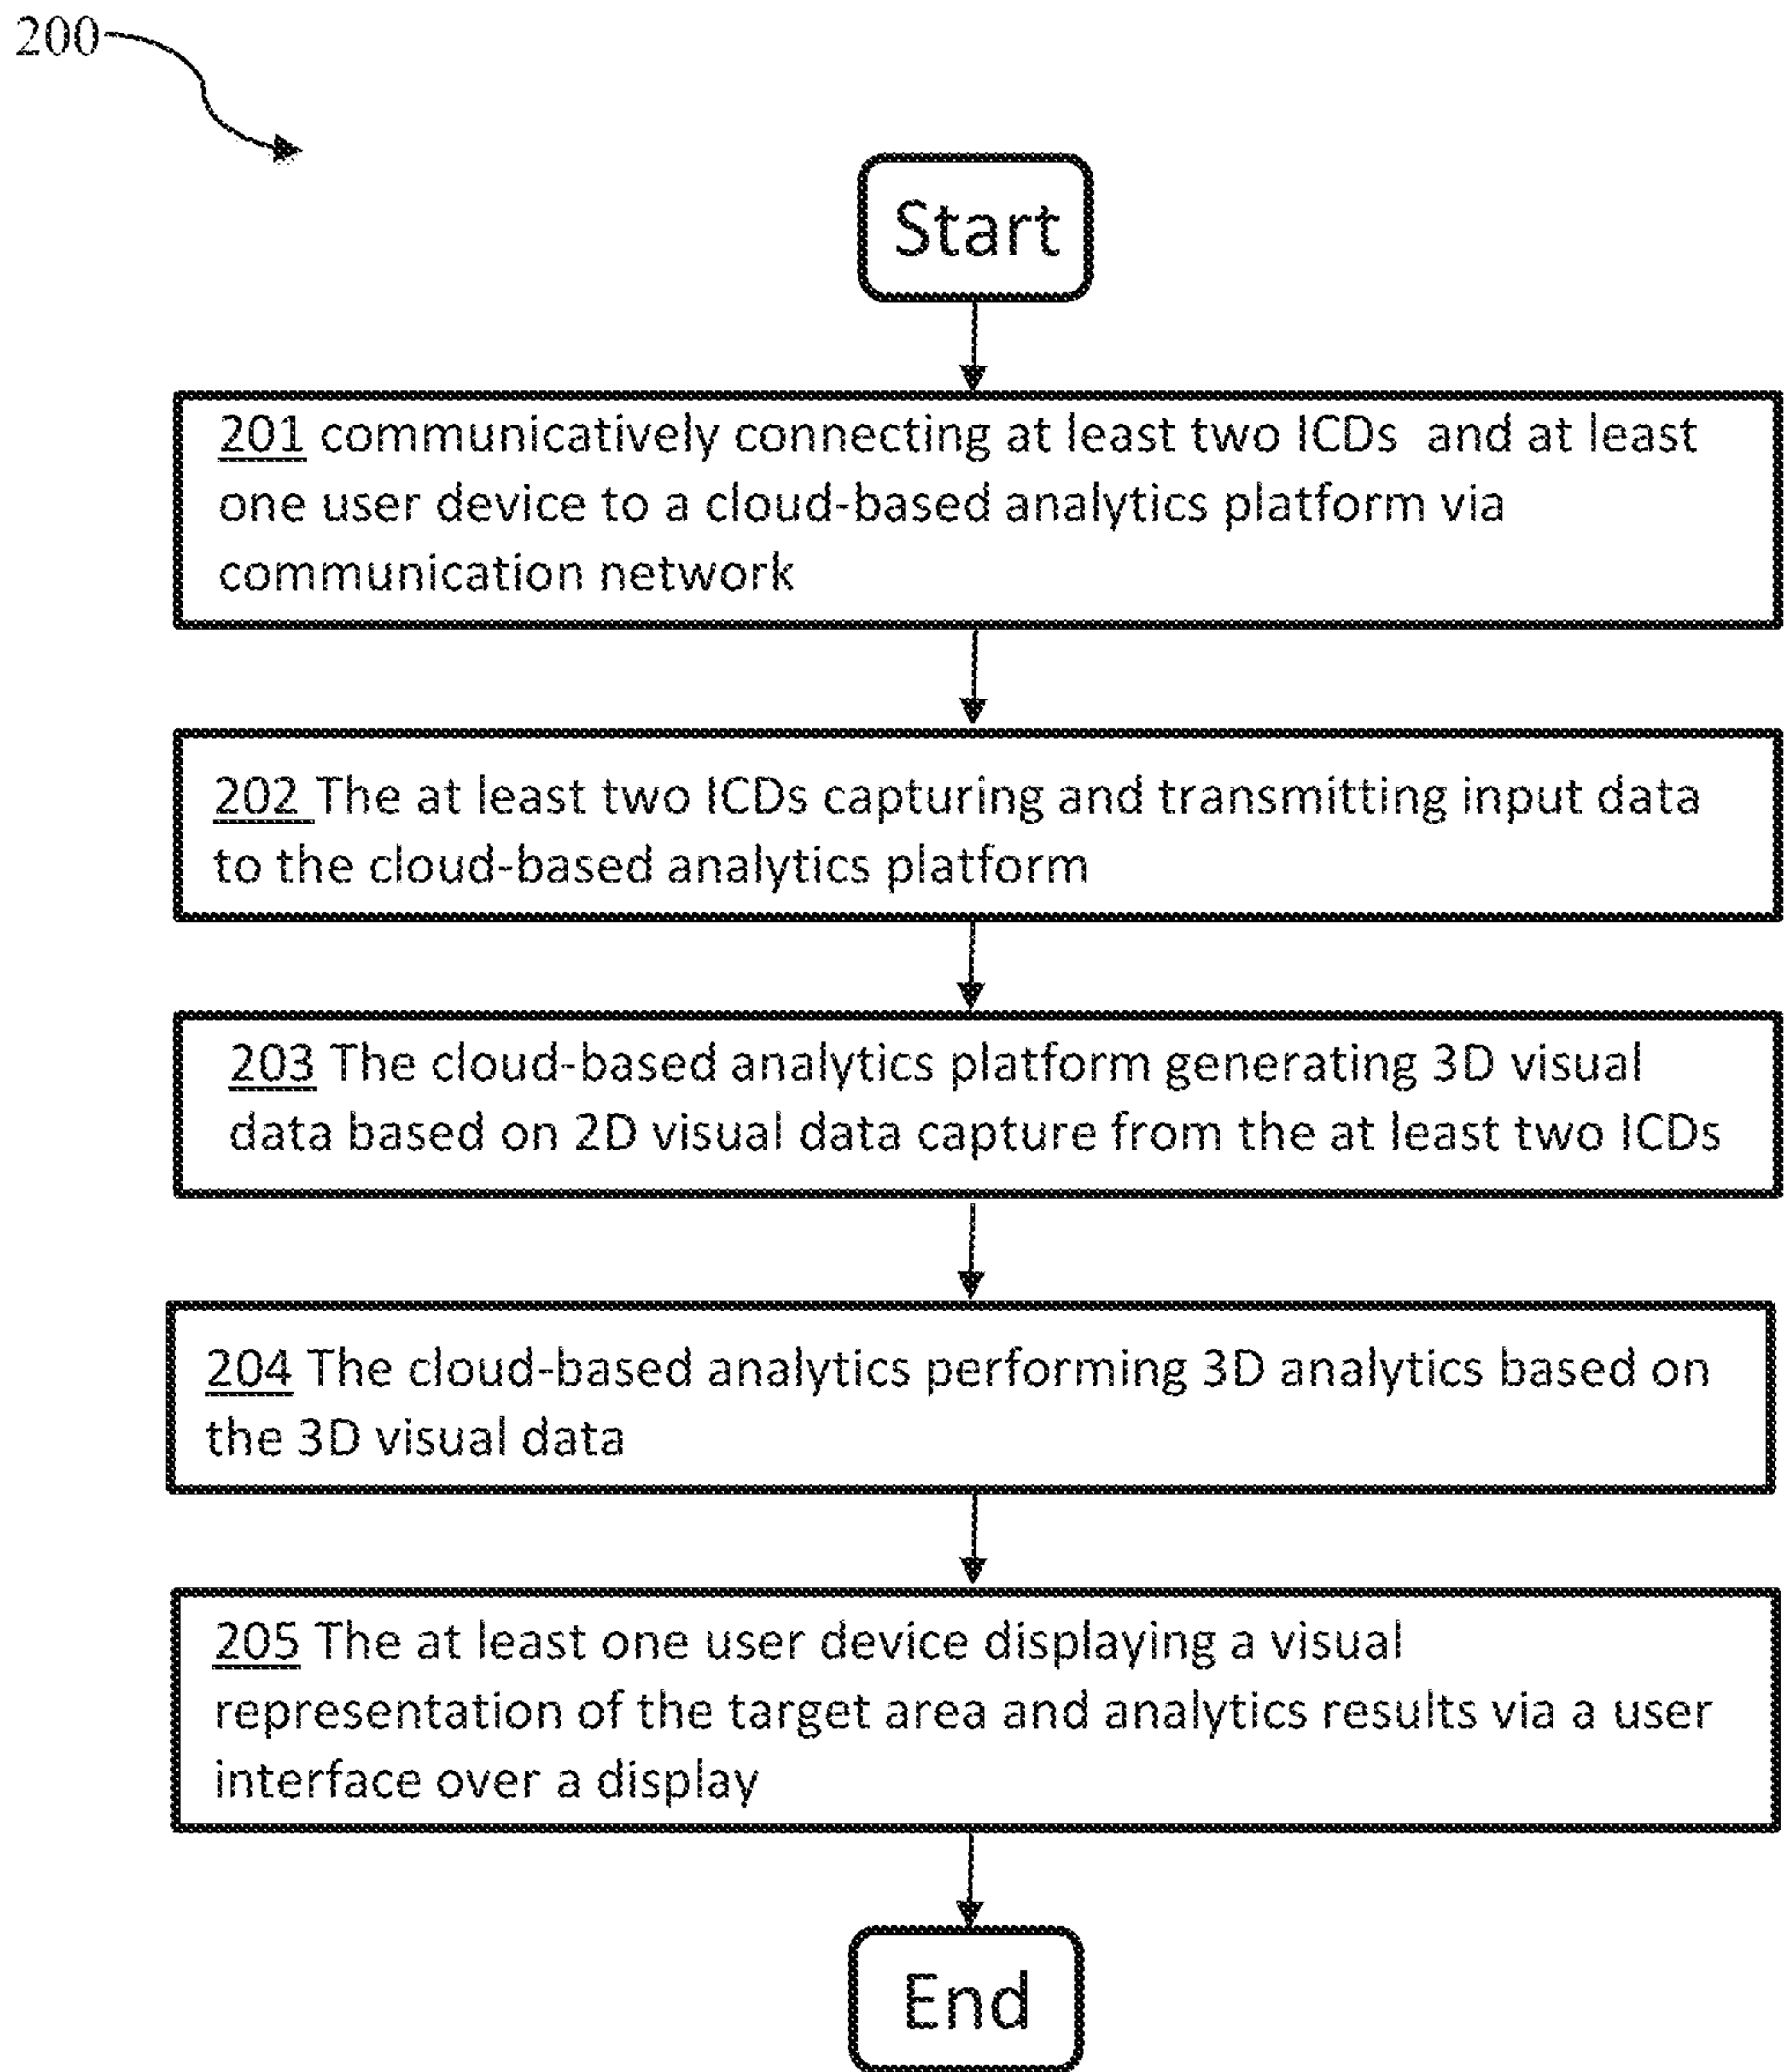 200
Start
201 communicatively connecting at least two ICDs and at least
one user device to a cloud-based analytics platform via
communication network
202 The at least two ICDs capturing and transmitting input data
to the cloud-based analytics platform
203 The cloud-based analytics platform generating 3D visual
data based on 2D visual data capture from the at least two ICDs
204 The cloud-based analytics performing 3D analytics based on
the 3D visual data
205 The at least one user device displaying a visual
representation of the target area and analytics results via a user
interface over a display
End